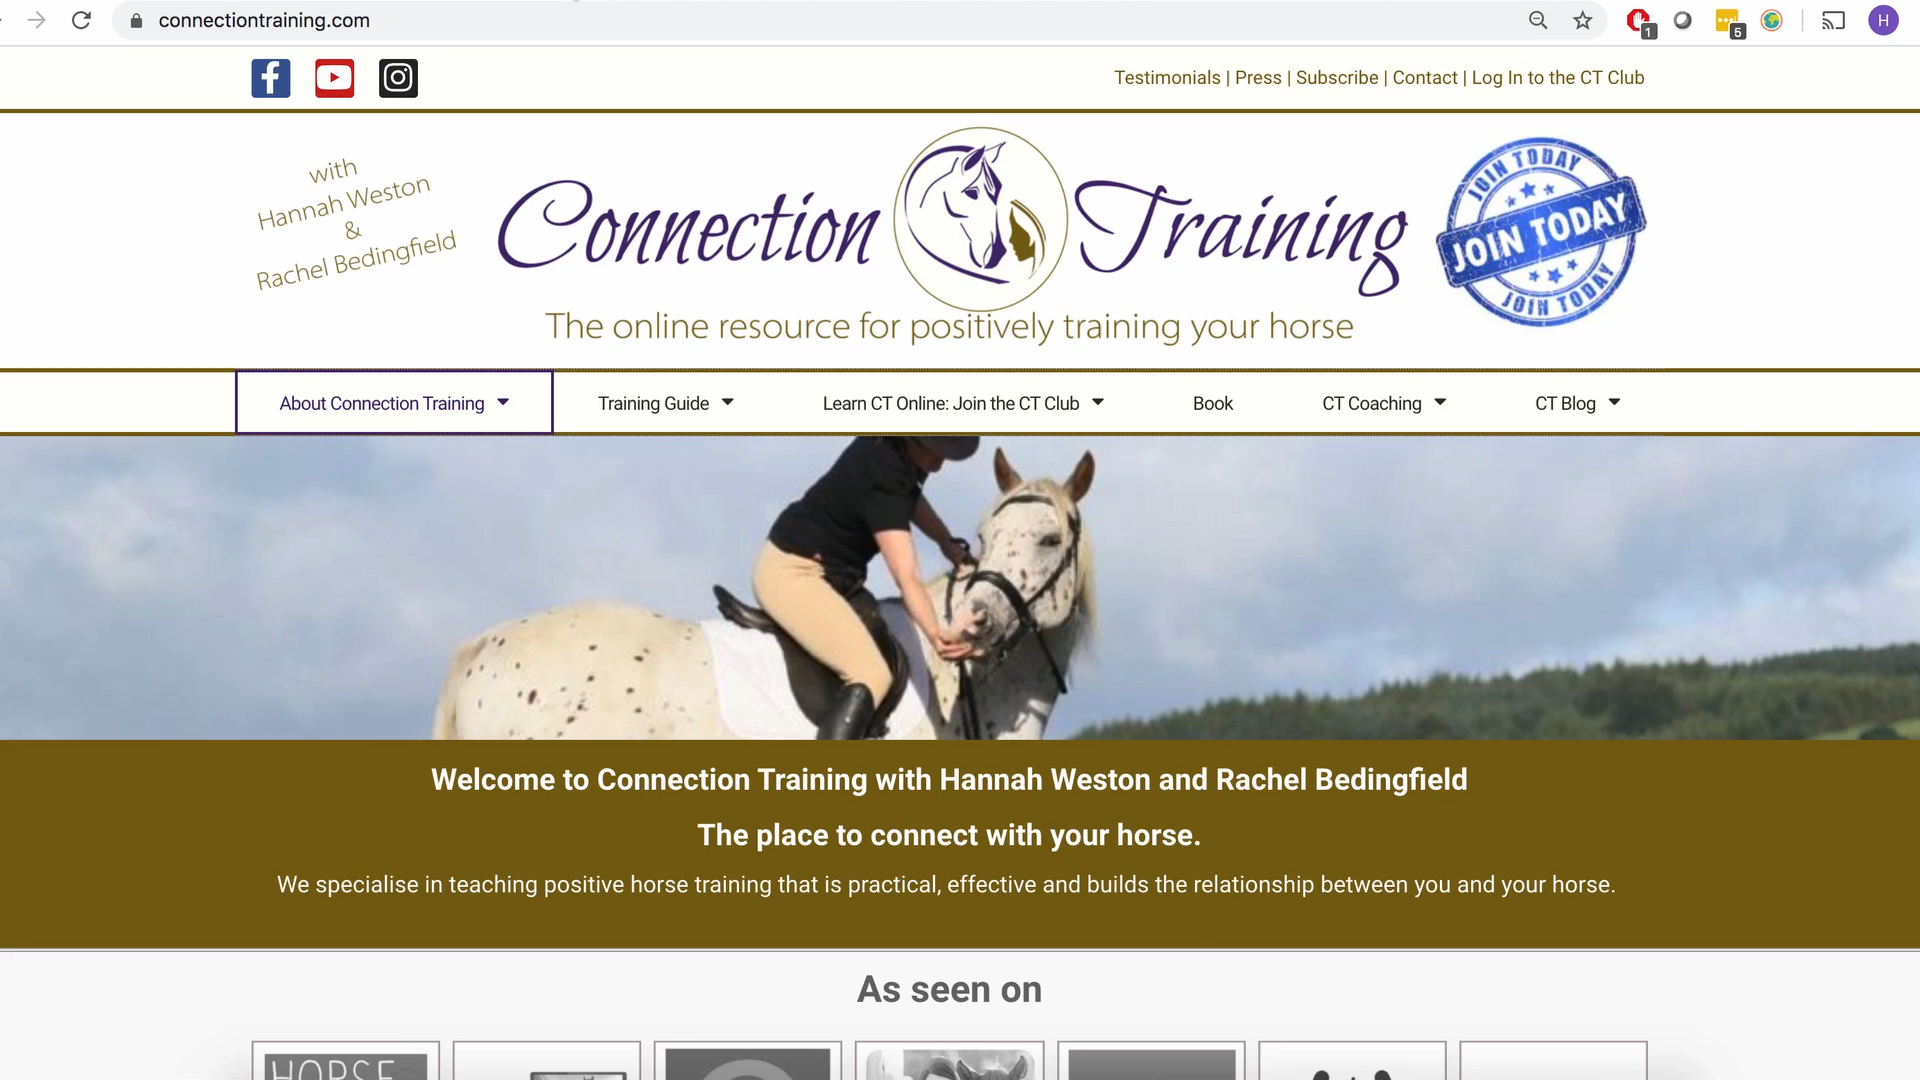 connectiontraining.com
1
5
H
Testimonials | Press | Subscribe | Contact | Log In to the CT Club
with
Hannah Weston
&
Rachel Bedingfield
Connection Training
The online resource for positively training your horse
JOIN TODAY
JOIN TODAY
JOIN TODAY
About Connection Training
Training Guide
Learn CT Online: Join the CT Club
Book
CT Coaching
CT Blog
Welcome to Connection Training with Hannah Weston and Rachel Bedingfield
The place to connect with your horse.
We specialise in teaching positive horse training that is practical, effective and builds the relationship between you and your horse.
As seen on
HORSE